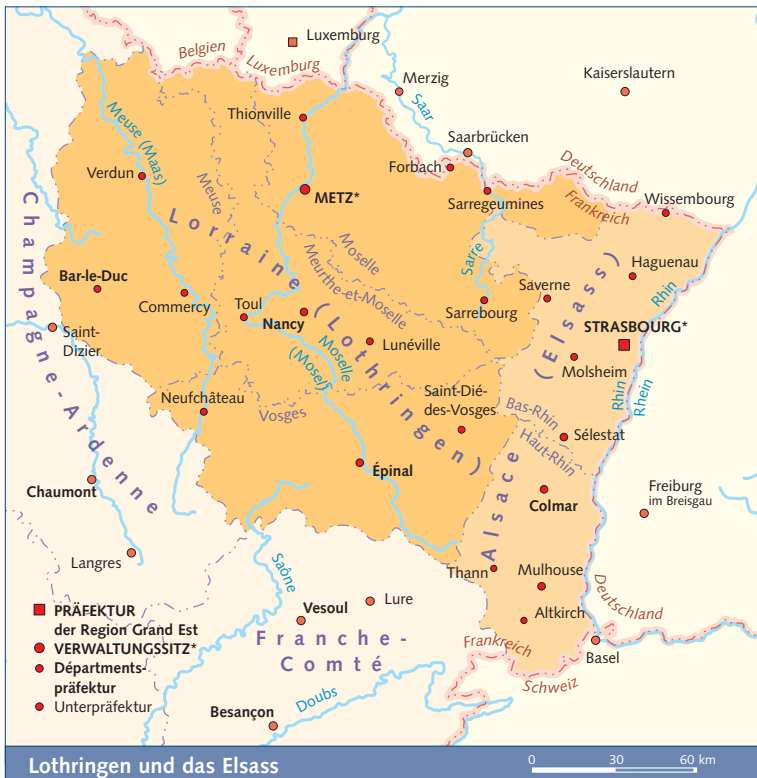 Luxemburg
Belgien
Luxemburg
Merzig
Kaiserslautern
Saar
Meuse (Maas)
Thionville
Saarbrücken
Verdun
Forbach
Deutschland
Frankreich
Meuse
METZ*
Sarregeumines
Wissembourg
Champagne-Ardenne
Lorraine (Lothringen)
Moselle
Meurthe-et-Moselle
Sarre
Haguenau
Bar-le-Duc
Commercy
Toul
Nancy
Sarrebourg
Saverne
Rhin
Saint-
Dizier
Moselle
(Mosel)
Lunéville
STRASBOURG*
Molsheim
Alsace (Elsass)
Rhin
Rhein
Neufchâteau
Vosges
Saint-Dié-
des-Vosges
Bas-Rhin
Haut-Rhin
Sélestat
Épinal
Chaumont
Colmar
Freiburg
im Breisgau
Langres
Saône
Thann
Mulhouse
Deutschland
Lure
Vesoul
Altkirch
Franche-
Comté
Frankreich
Basel
Schweiz
Doubs
Besançon
PRÄFEKTUR
der Region Grand Est
VERWALTUNGSSITZ*
Départments-
präfektur
Unterpräfektur
Lothringen und das Elsass
0 30 60 km